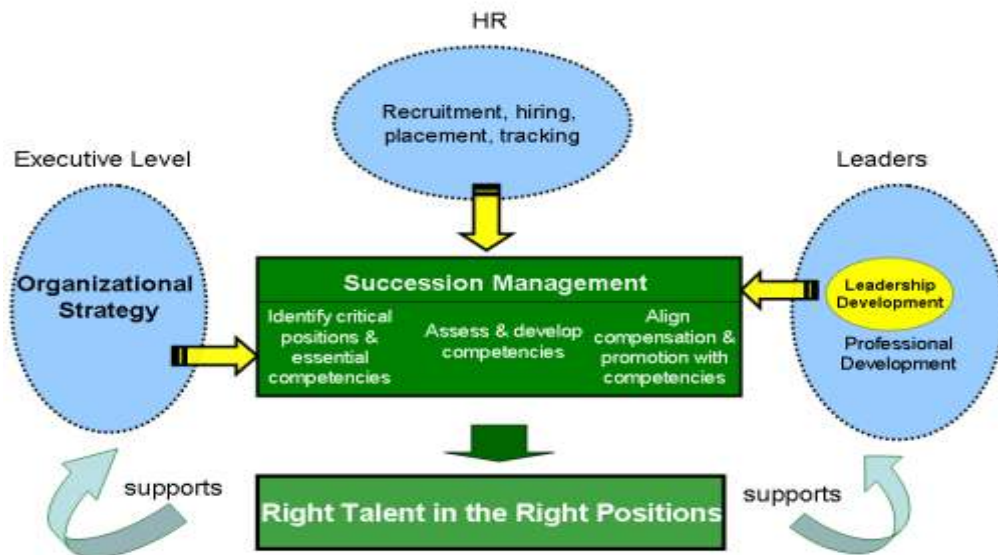 HR
Recruitment, hiring,
placement, tracking
Executive Level
Leaders
Organizational
Strategy
Succession Management
Identify critical
positions &
essential
competencies
Assess & develop
competencies
Align
compensation &
promotion with
competencies
Leadership
Development
Professional
Development
supports
Right Talent in the Right Positions
supports